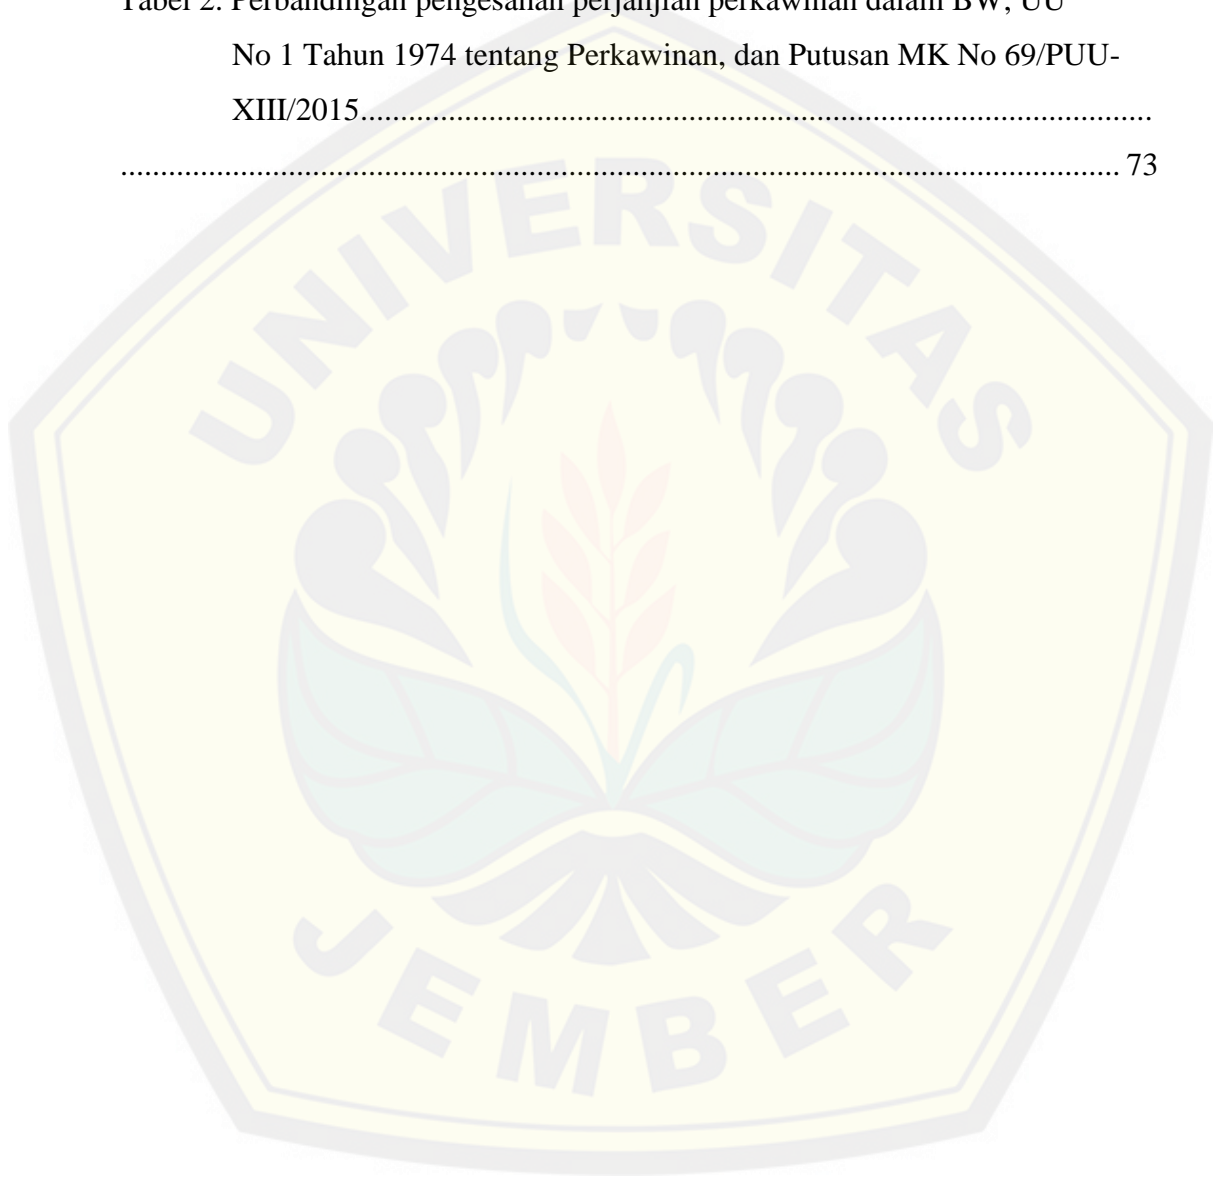 Tabel 2. Perbandingan pengesahan perjanjian perkawinan dalam BW, UU
No 1 Tahun 1974 tentang Perkawinan, dan Putusan MK No 69/PUU-
XIII/2015...................................................................................................
............................................................................................................................. 73
UNIVERSITAS
JEMBER